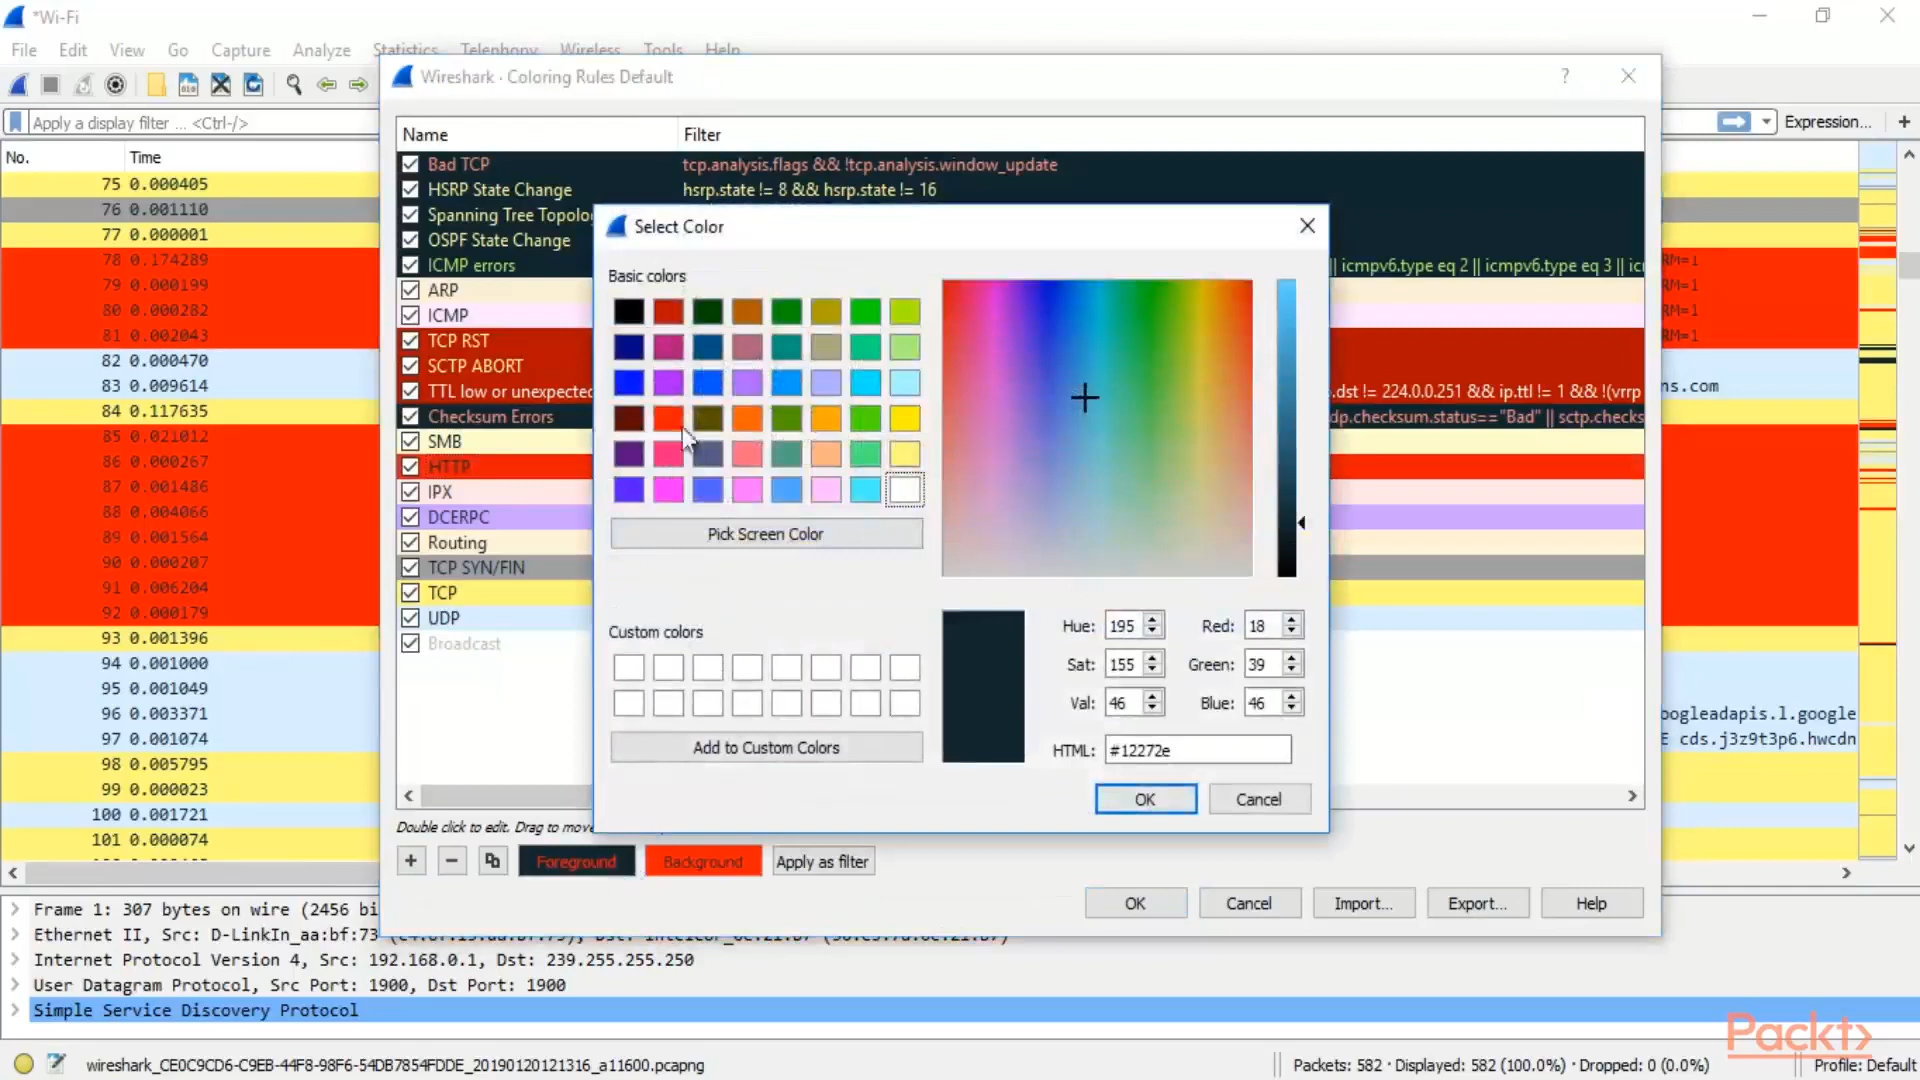 *Wi-Fi
File Edit View Go Capture Analyze Statistics Telephony Wireless Tools Help
Wireshark · Coloring Rules Default
Apply a display filter ... <Ctrl-/>
Expression...
No. Time
75 0.000405
76 0.001110
77 0.000001
78 0.174289
79 0.000199
80 0.000282
81 0.002043
82 0.000470
83 0.009614
84 0.117635
85 0.021012
86 0.000267
87 0.001486
88 0.004066
89 0.001564
90 0.000207
91 0.006204
92 0.000179
93 0.001396
94 0.001000
95 0.001049
96 0.003371
97 0.001074
98 0.005795
99 0.000023
100 0.001721
101 0.000074
Name Filter
Bad TCP tcp.analysis.flags && !tcp.analysis.window_update
HSRP State Change hsrp.state != 8 && hsrp.state != 16
Spanning Tree Topolo
OSPF State Change
ICMP errors || icmpv6.type eq 2 || icmpv6.type eq 3 || icr
ARP
ICMP
TCP RST
SCTP ABORT
TTL low or unexpected .dst != 224.0.0.251 && ip.ttl != 1 && !(vrrp
Checksum Errors dp.checksum.status=="Bad" || sctp.checks
SMB
HTTP
IPX
DCERPC
Routing
TCP SYN/FIN
TCP
UDP
Broadcast
Double click to edit. Drag to move
Foreground Background Apply as filter
OK Cancel Import... Export... Help
Select Color
Basic colors
Pick Screen Color
Custom colors
Add to Custom Colors
Hue: 195 Red: 18
Sat: 155 Green: 39
Val: 46 Blue: 46
HTML: #12272e
OK Cancel
RM=1
RM=1
RM=1
RM=1
ns.com
oogleadapis.l.google
E cds.j3z9t3p6.hwcdn
Frame 1: 307 bytes on wire (2456 bi
Ethernet II, Src: D-LinkIn_aa:bf:73
Internet Protocol Version 4, Src: 192.168.0.1, Dst: 239.255.255.250
User Datagram Protocol, Src Port: 1900, Dst Port: 1900
Simple Service Discovery Protocol
Packt>
wireshark_CE0C9CD6-C9EB-44F8-98F6-54DB7854FDDE_20190120121316_a11600.pcapng
Packets: 582 · Displayed: 582 (100.0%) · Dropped: 0 (0.0%)
Profile: Default